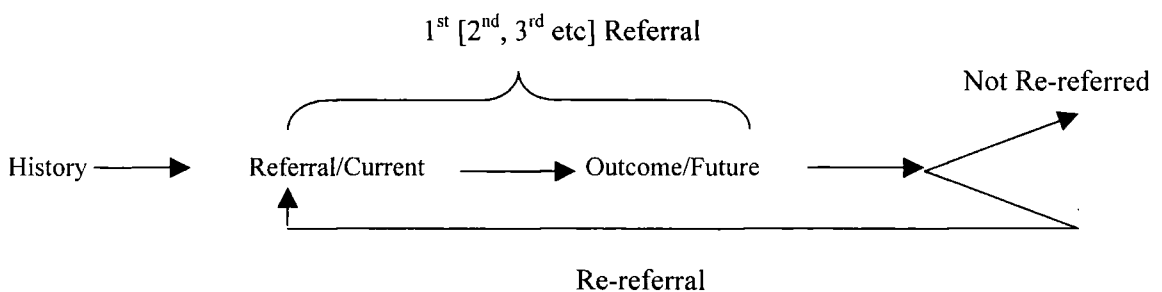 1st [2nd, 3rd etc] Referral
Not Re-referred
History Referral/Current Outcome/Future
Re-referral